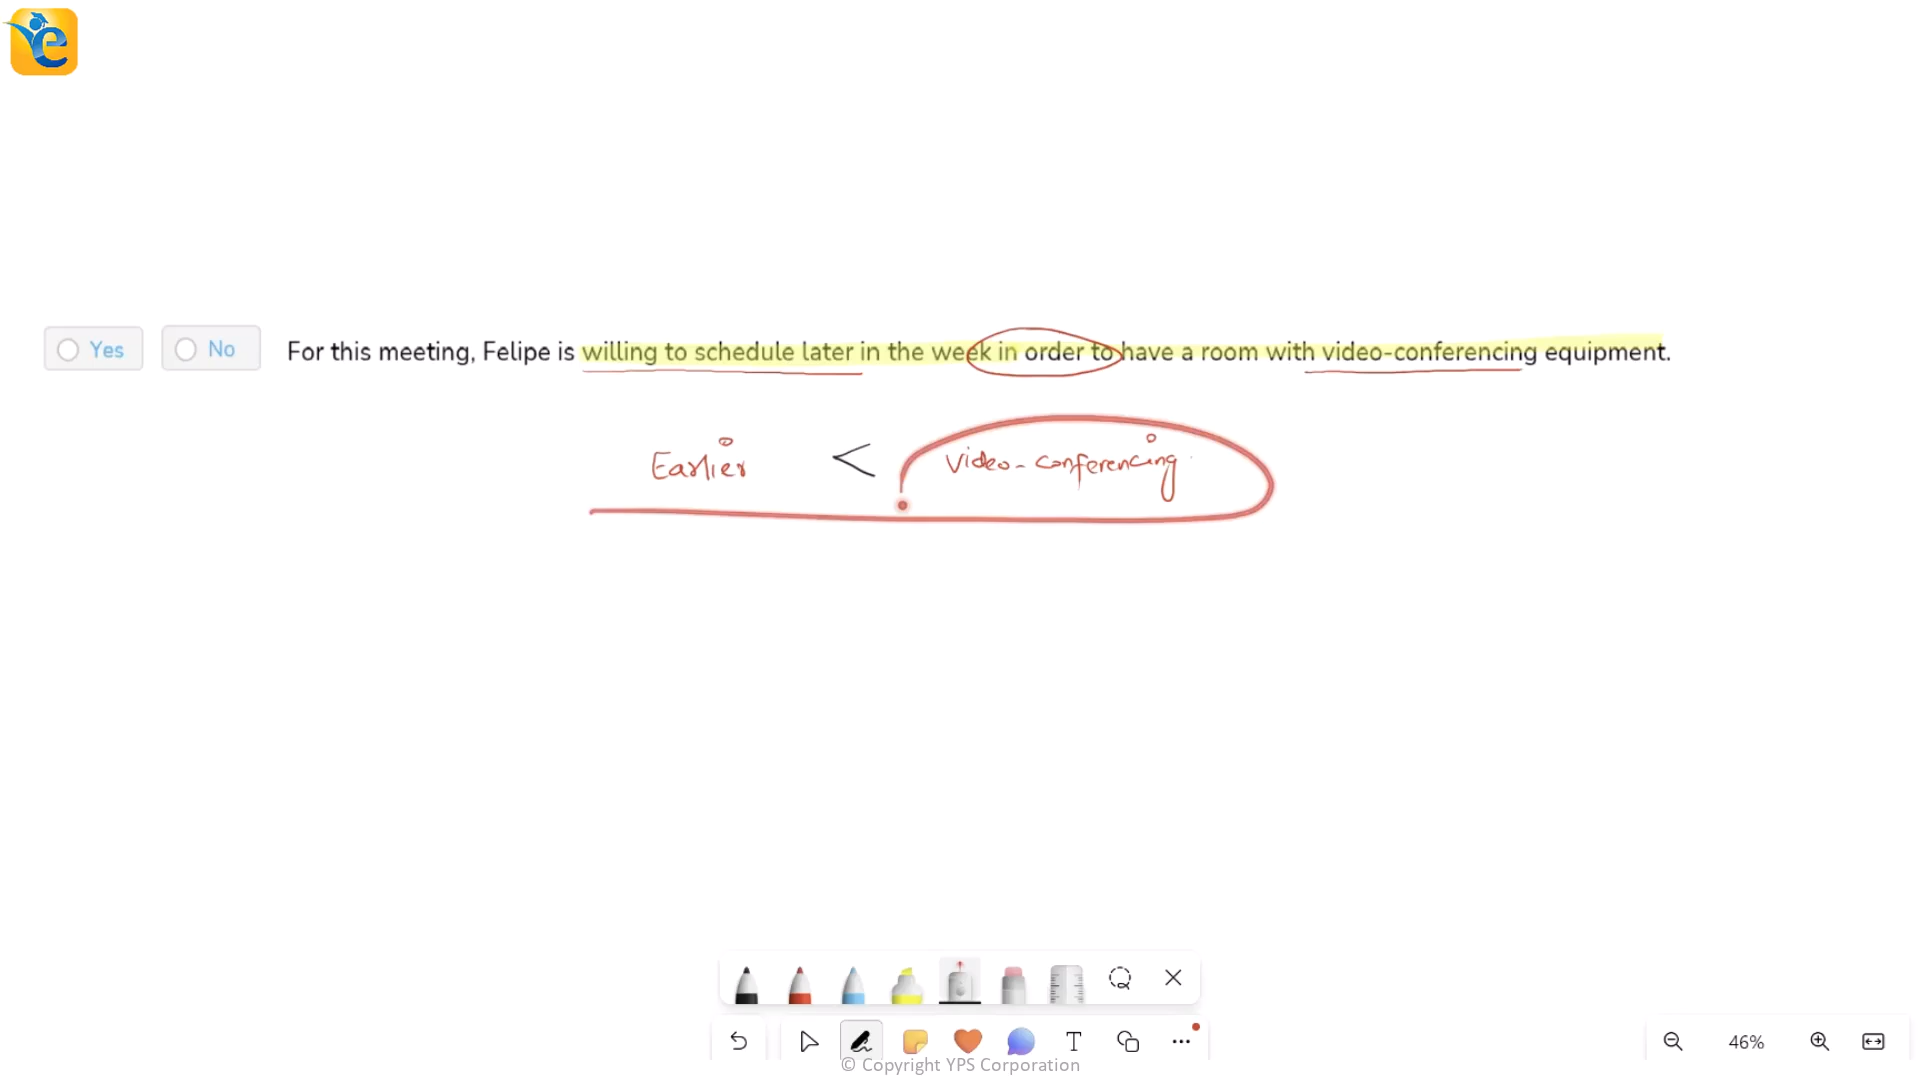 Yes No For this meeting, Felipe is willing to schedule later in the week in order to have a room with video-conferencing equipment.
Earlier < Video-conferencing
T
46%
© Copyright YPS Corporation